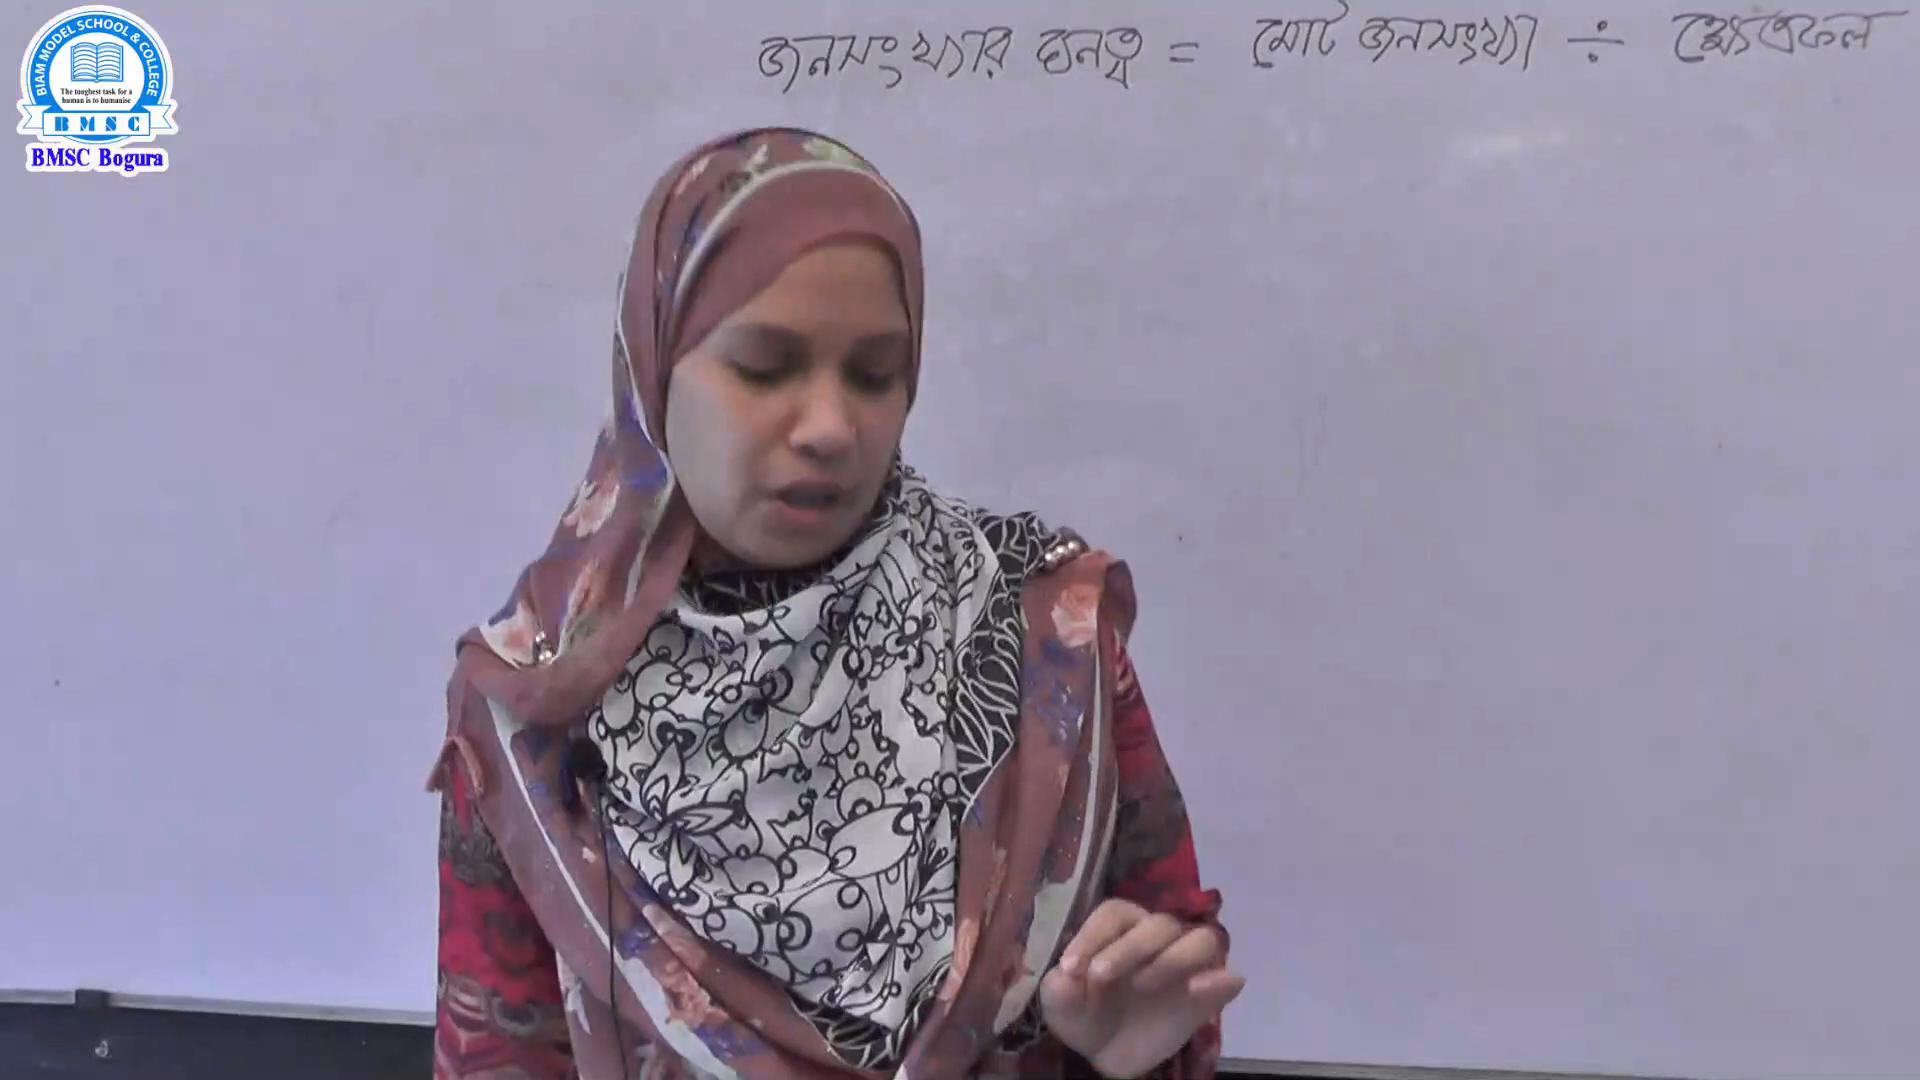 জনসংখ্যার ঘনত্ব = মোট জনসংখ্যা ÷ ক্ষেত্রফল
BIAM MODEL SCHOOL & COLLEGE
The toughest task for a
human is to humanise
BMSC
BMSC Bogura